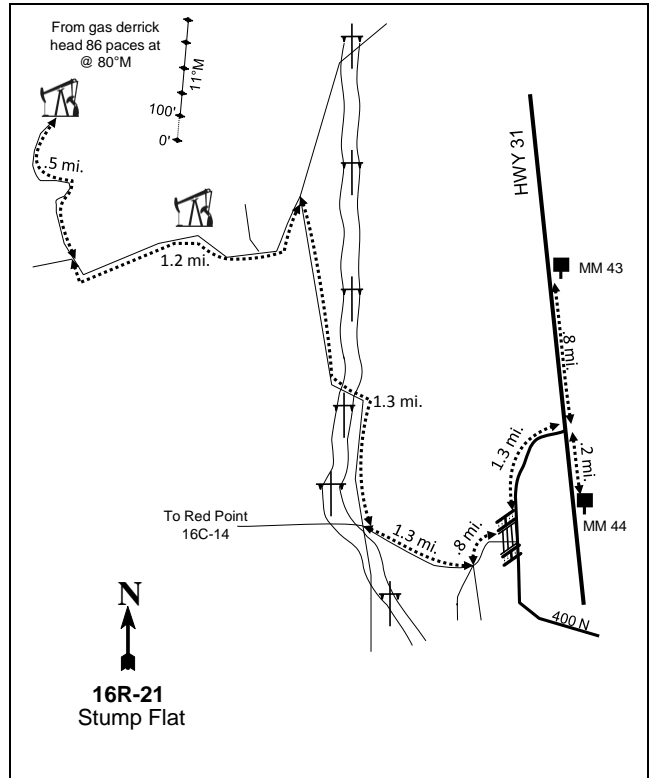 From gas derrick
head 86 paces at
@ 80°M
11°M
100'
0'
.5 mi.
1.2 mi.
HWY 31
MM 43
.8 mi.
1.3 mi.
1.3 mi.
.2 mi.
MM 44
To Red Point
16C-14
1.3 mi.
.8 mi.
400 N
N
16R-21
Stump Flat